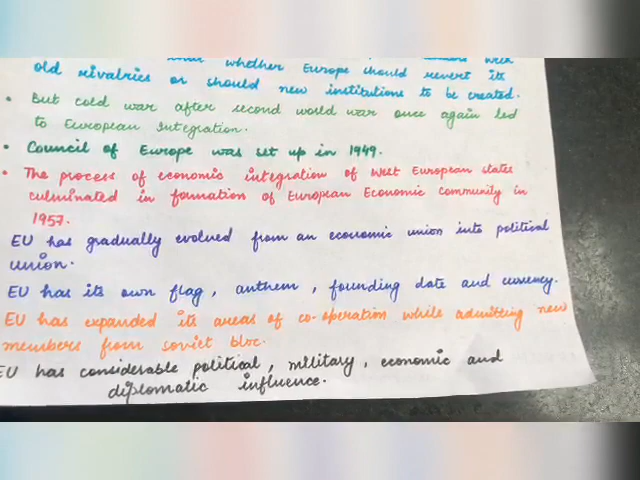 whether Europe should revert its
old rivalries or should new institutions to be created.
• But cold war after second world war once again led
to European Integration.
• Council of Europe was set up in 1949.
• The process of economic integration of West European states
culminated in formation of European Economic Community in
1957.
EU has gradually evolved from an economic union into political
union.
EU has its own flag, anthem, founding date and currency.
EU has expanded its areas of co-operation while admitting new
members from soviet bloc.
EU has considerable political, military, economic and
diplomatic influence.